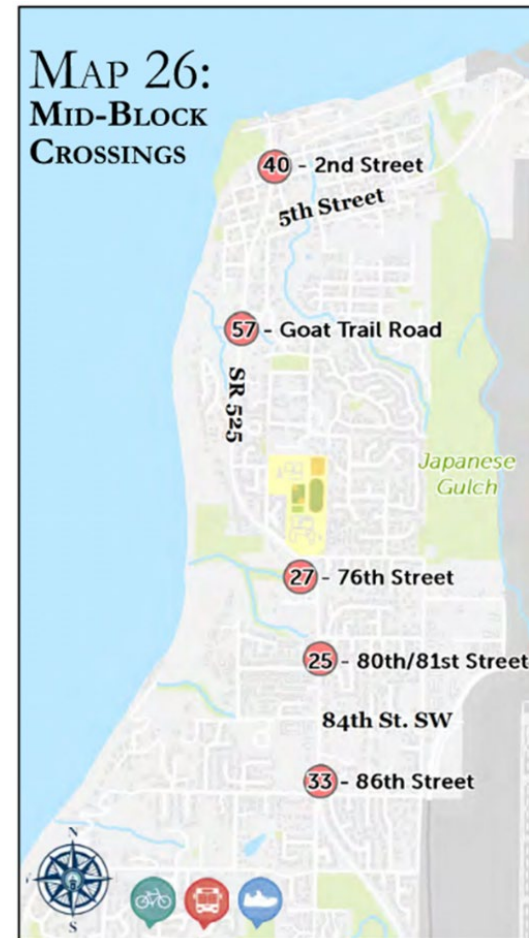 MAP 26:
MID-BLOCK
CROSSINGS
40 - 2nd Street
5th Street
57 - Goat Trail Road
SR 525
Japanese
Gulch
27 - 76th Street
25 - 80th/81st Street
84th St. SW
33 - 86th Street
N
S